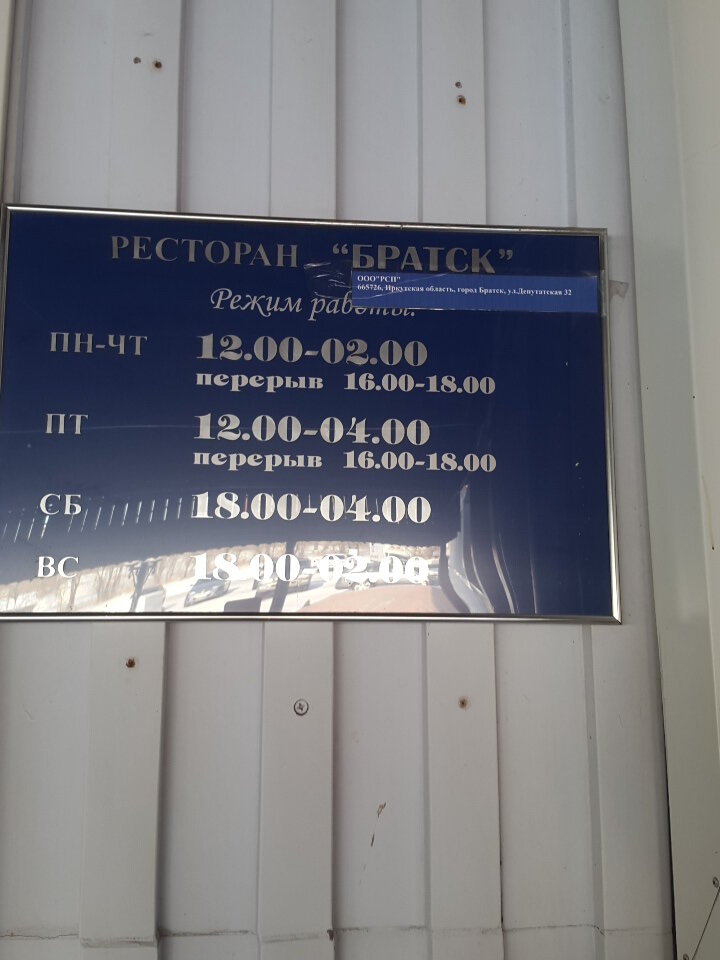 РЕСТОРАН "БРАТСК"
ООО"РСП"
665726, Иркутская область, город Братск, ул.Депутатская 32
Режим работы:
ПН-ЧТ 12.00-02.00
перерыв 16.00-18.00
ПТ 12.00-04.00
перерыв 16.00-18.00
СБ 18.00-04.00
ВС 18.00-02.00